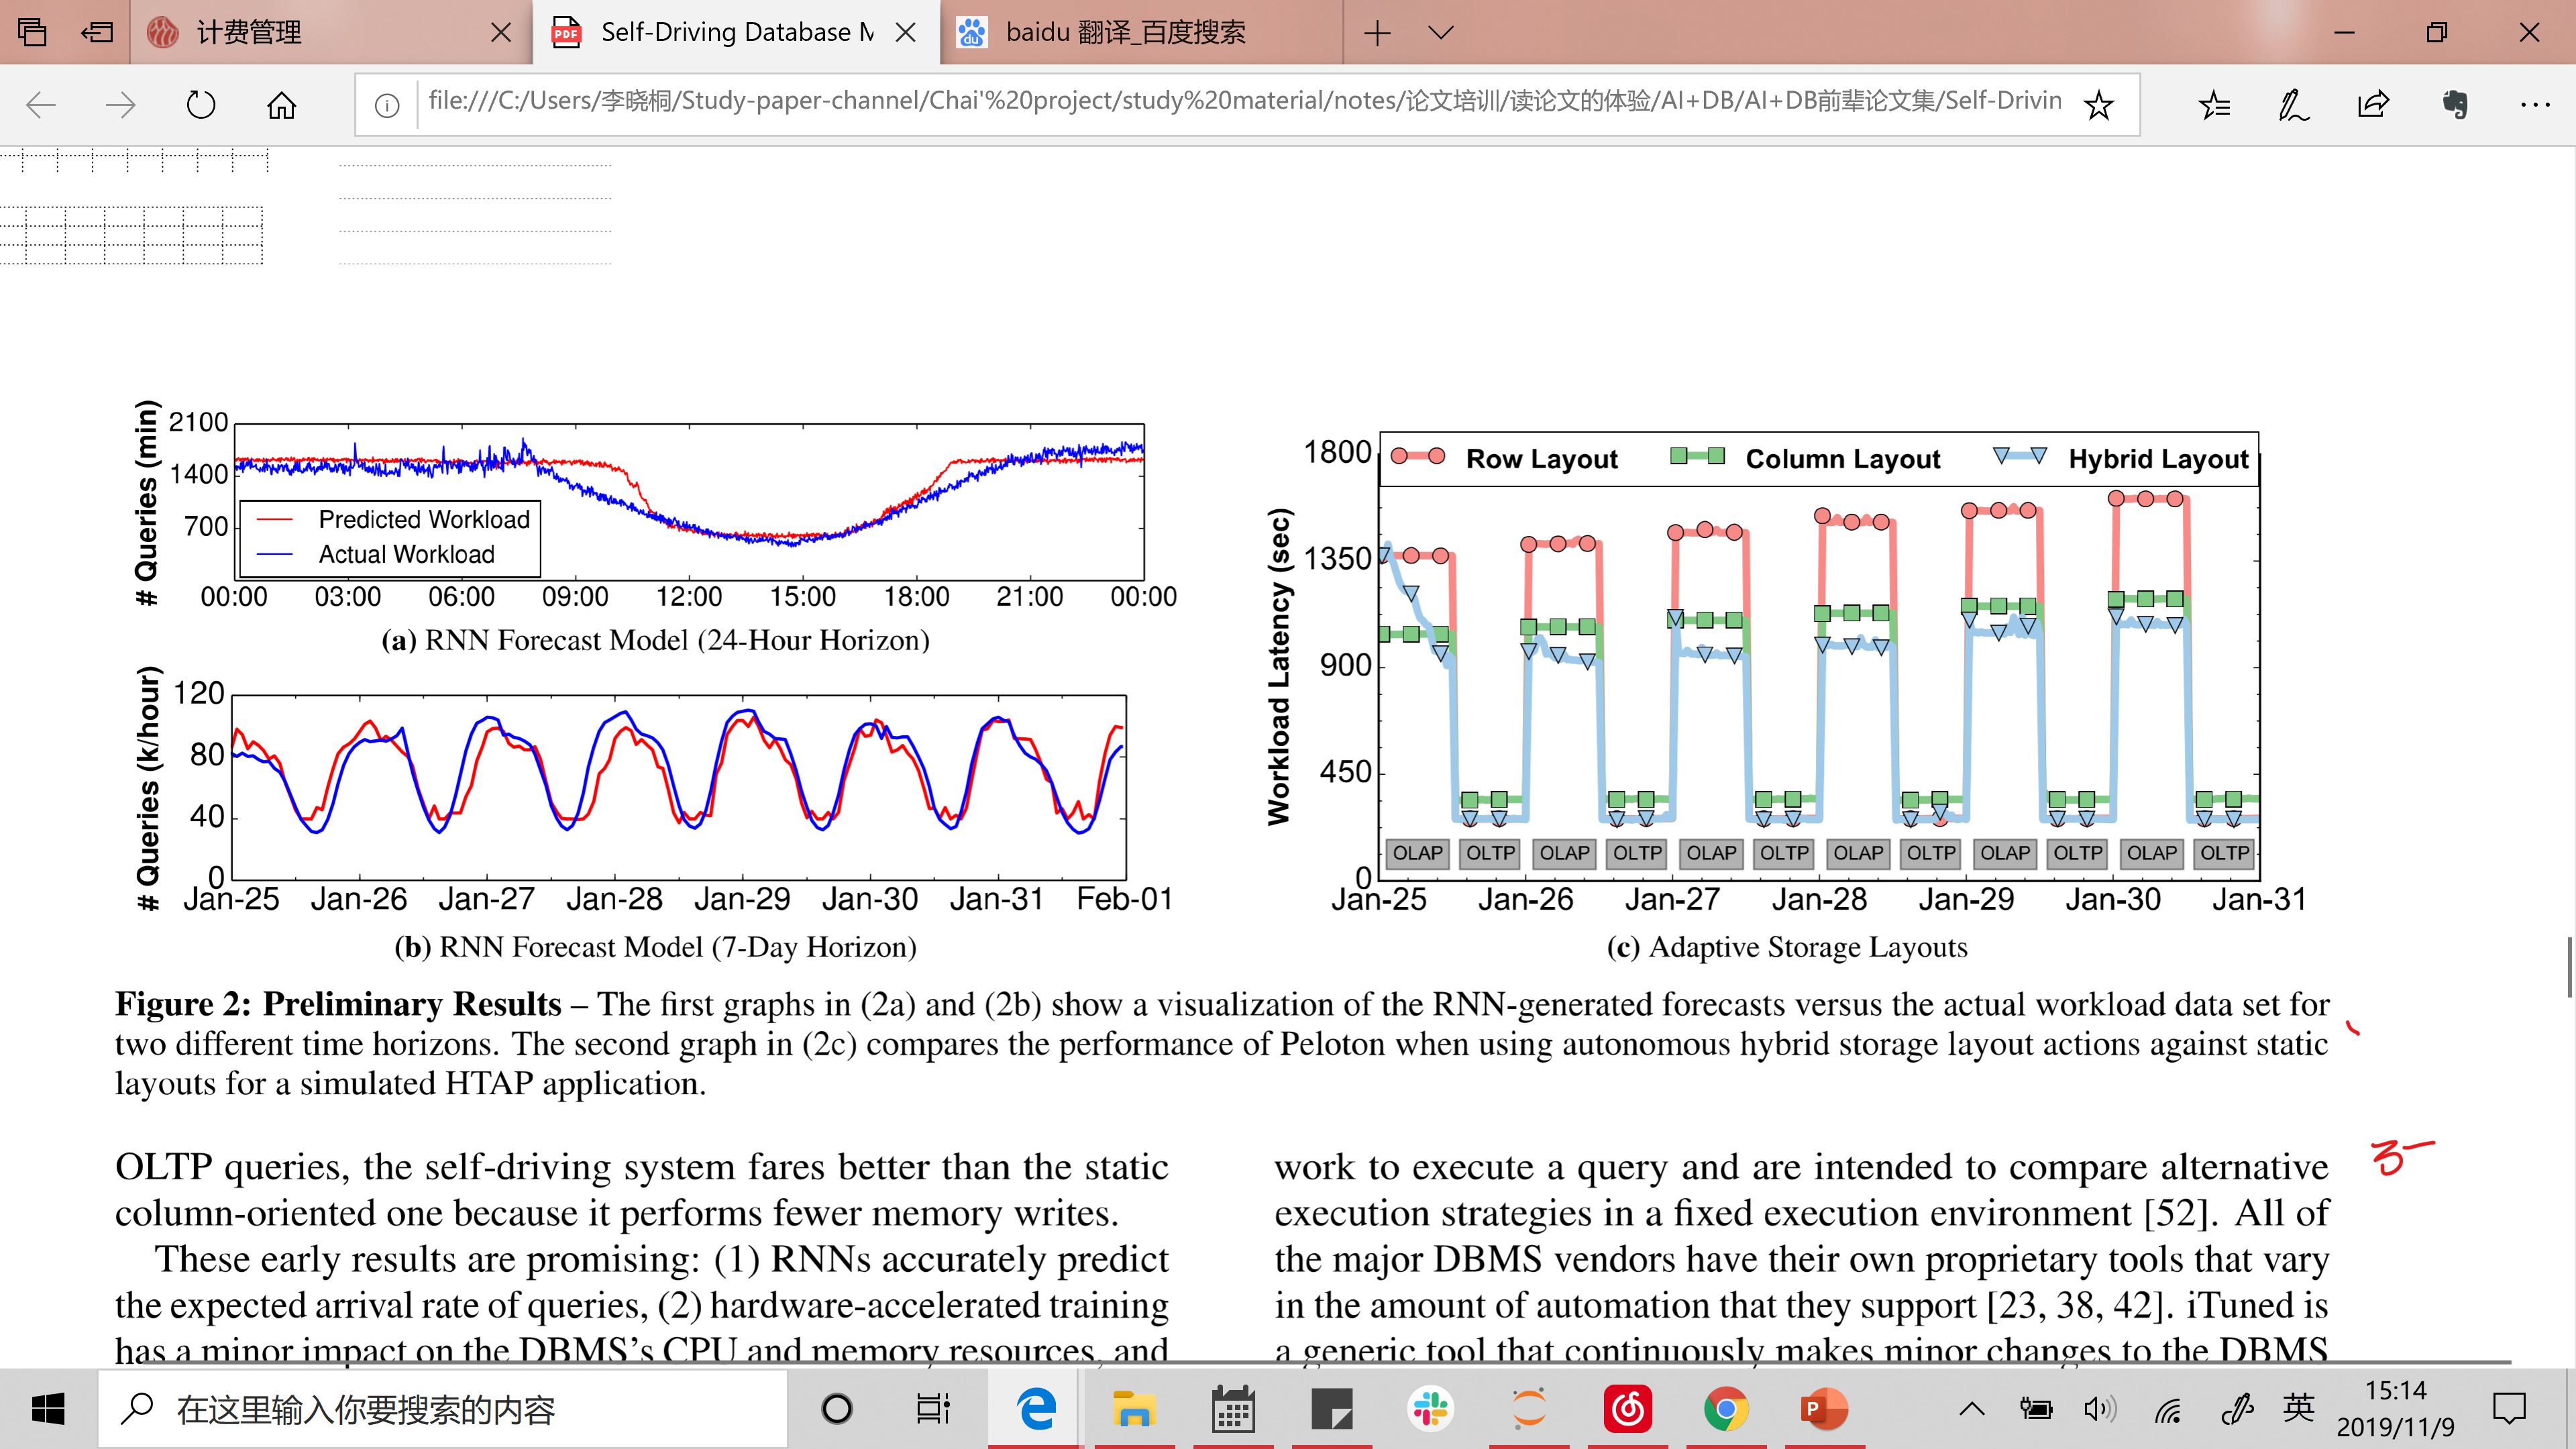 计费管理
Self-Driving Database M
baidu 翻译_百度搜索
file:///C:/Users/李晓桐/Study-paper-channel/Chai'%20project/study%20material/notes/论文培训/读论文的体验/AI+DB/AI+DB前辈论文集/Self-Drivin
# Queries (min)
2100
1400
700
Predicted Workload
Actual Workload
00:00 03:00 06:00 09:00 12:00 15:00 18:00 21:00 00:00
(a) RNN Forecast Model (24-Hour Horizon)
# Queries (k/hour)
120
80
40
0
Jan-25 Jan-26 Jan-27 Jan-28 Jan-29 Jan-30 Jan-31 Feb-01
(b) RNN Forecast Model (7-Day Horizon)
Workload Latency (sec)
1800
1350
900
450
0
Row Layout Column Layout Hybrid Layout
OLAP OLTP OLAP OLTP OLAP OLTP OLAP OLTP OLAP OLTP OLAP OLTP
Jan-25 Jan-26 Jan-27 Jan-28 Jan-29 Jan-30 Jan-31
(c) Adaptive Storage Layouts
Figure 2: Preliminary Results – The first graphs in (2a) and (2b) show a visualization of the RNN-generated forecasts versus the actual workload data set for
two different time horizons. The second graph in (2c) compares the performance of Peloton when using autonomous hybrid storage layout actions against static
layouts for a simulated HTAP application.
OLTP queries, the self-driving system fares better than the static
column-oriented one because it performs fewer memory writes.
These early results are promising: (1) RNNs accurately predict
the expected arrival rate of queries, (2) hardware-accelerated training
has a minor impact on the DBMS's CPU and memory resources, and
work to execute a query and are intended to compare alternative
execution strategies in a fixed execution environment [52]. All of
the major DBMS vendors have their own proprietary tools that vary
in the amount of automation that they support [23, 38, 42]. iTuned is
a generic tool that continuously makes minor changes to the DBMS
在这里输入你要搜索的内容
英
15:14
2019/11/9